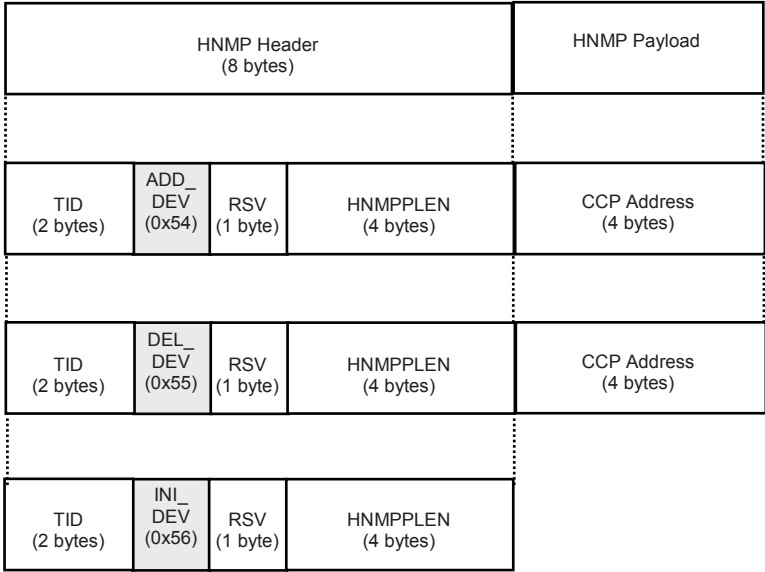 HNMP Header
(8 bytes)
HNMP Payload
TID
(2 bytes)
ADD_
DEV
(0x54)
RSV
(1 byte)
HNMPPLEN
(4 bytes)
CCP Address
(4 bytes)
TID
(2 bytes)
DEL_
DEV
(0x55)
RSV
(1 byte)
HNMPPLEN
(4 bytes)
CCP Address
(4 bytes)
TID
(2 bytes)
INI_
DEV
(0x56)
RSV
(1 byte)
HNMPPLEN
(4 bytes)